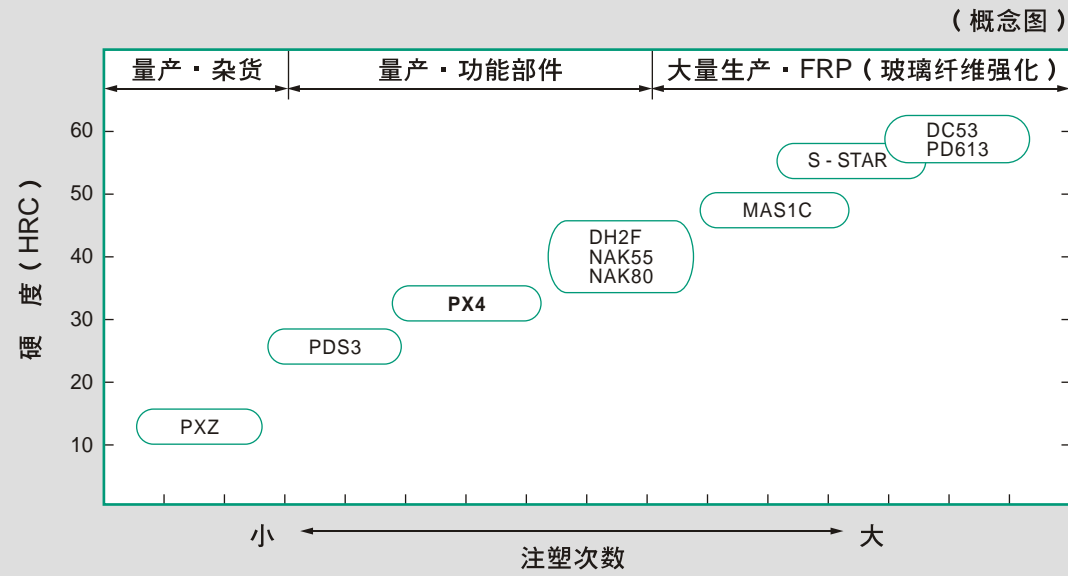 （概念图）
量产・杂货
量产・功能部件
大量生产・FRP（玻璃纤维强化）
60
50
40
30
20
10
硬 度（HRC）
DC53
PD613
S - STAR
MAS1C
DH2F
NAK55
NAK80
PX4
PDS3
PXZ
小
大
注塑次数